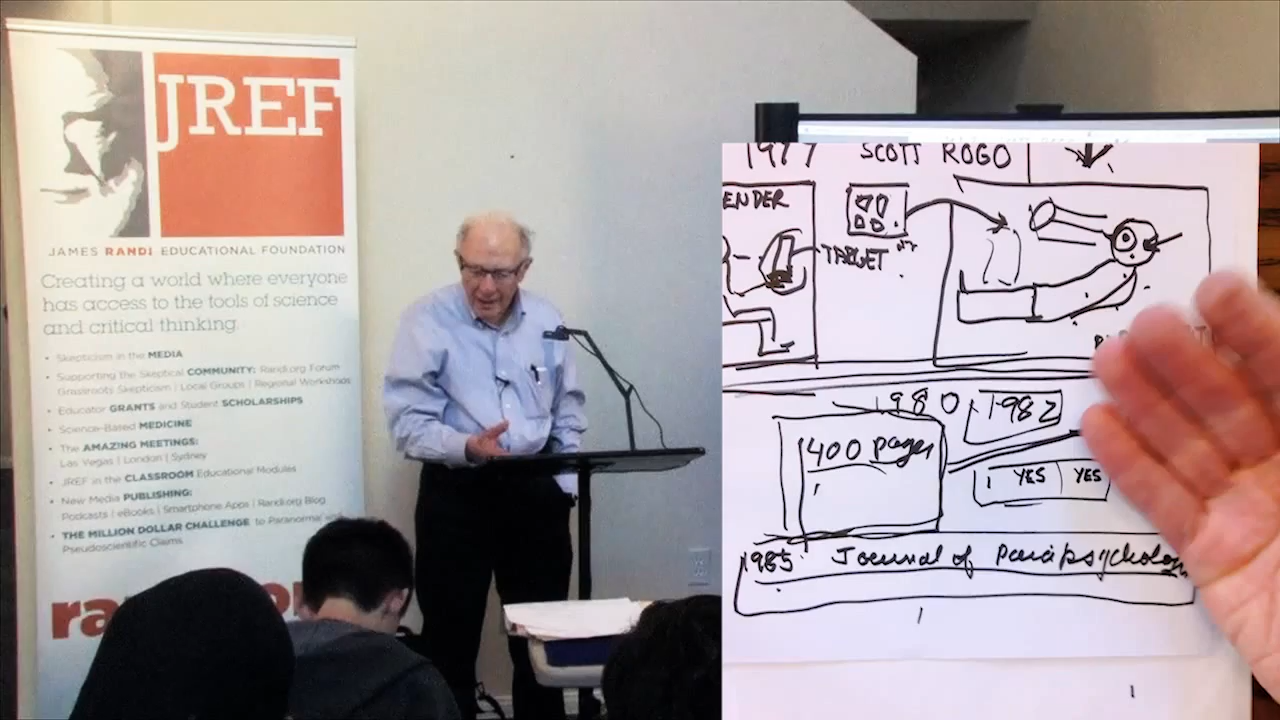 JREF
JAMES RANDI EDUCATIONAL FOUNDATION
Creating a world where everyone
has access to the tools of science
and critical thinking.
• Skepticism in the MEDIA
• Supporting the Skeptical COMMUNITY: Randi.org Forum
Grassroots Skepticism | Local Groups | Regional Workshops
• Educator GRANTS and Student SCHOLARSHIPS
• Science-Based MEDICINE
• The AMAZING MEETINGS:
Las Vegas | London | Sydney
• JREF in the CLASSROOM Educational Modules
• New Media PUBLISHING:
Podcasts | eBooks | Smartphone Apps | Randi.org Blog
• THE MILLION DOLLAR CHALLENGE to Paranormal and
Pseudoscientific Claims
1977 SCOTT ROGO
ENDER
TARGET
1980 1982
400 pages
YES YES
1985 Journal of Parapsychology